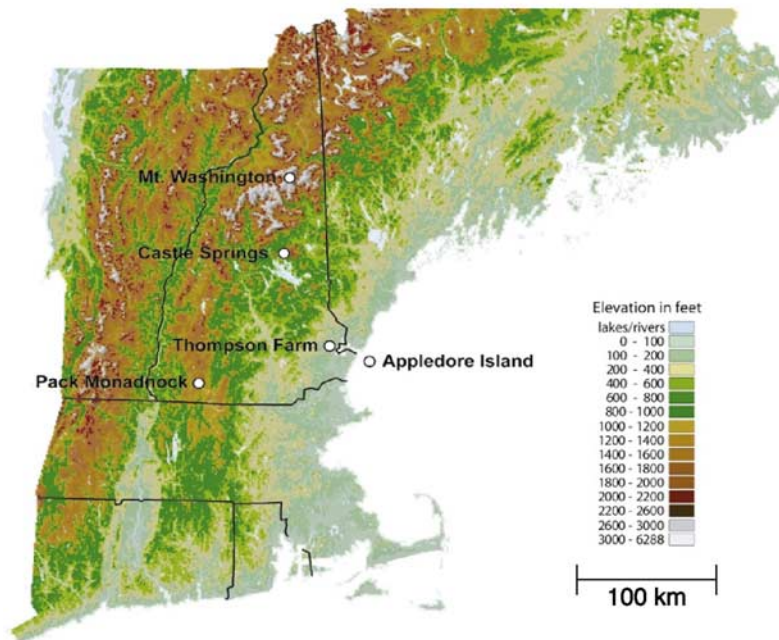 Mt. Washington
Castle Springs
Thompson Farm
Appledore Island
Pack Monadnock
Elevation in feet
lakes/rivers
0 - 100
100 - 200
200 - 400
400 - 600
600 - 800
800 - 1000
1000 - 1200
1200 - 1400
1400 - 1600
1600 - 1800
1800 - 2000
2000 - 2200
2200 - 2600
2600 - 3000
3000 - 6288
100 km